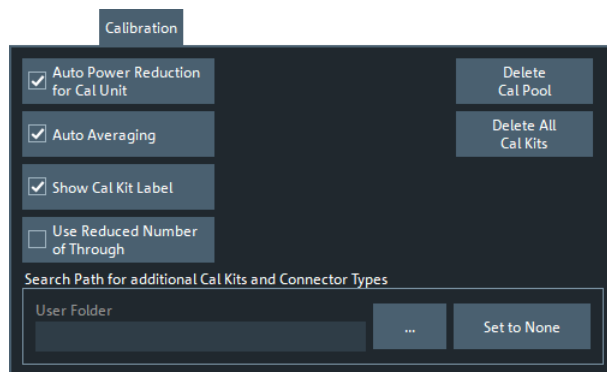 Calibration
Auto Power Reduction
for Cal Unit
Delete
Cal Pool
Auto Averaging
Delete All
Cal Kits
Show Cal Kit Label
Use Reduced Number
of Through
Search Path for additional Cal Kits and Connector Types
User Folder
...
Set to None